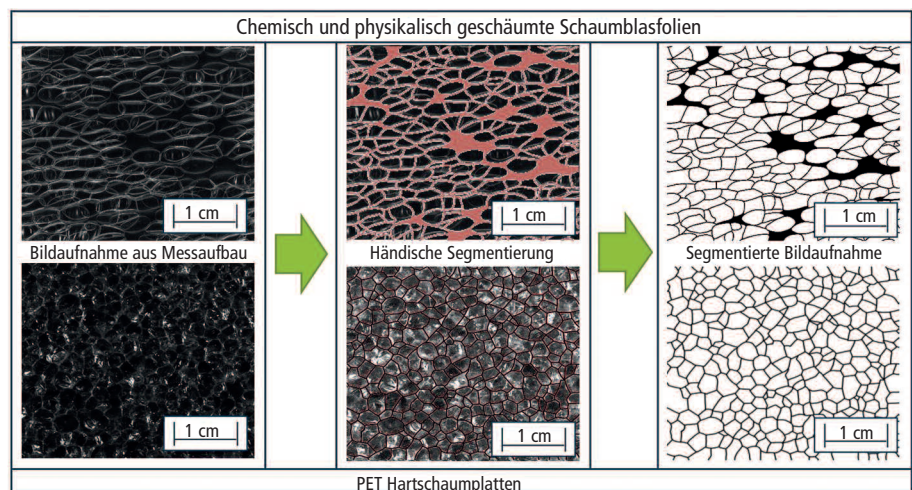 Chemisch und physikalisch geschäumte Schaumblasfolien
1 cm
1 cm
1 cm
Bildaufnahme aus Messaufbau
Händische Segmentierung
Segmentierte Bildaufnahme
1 cm
1 cm
1 cm
PET Hartschaumplatten